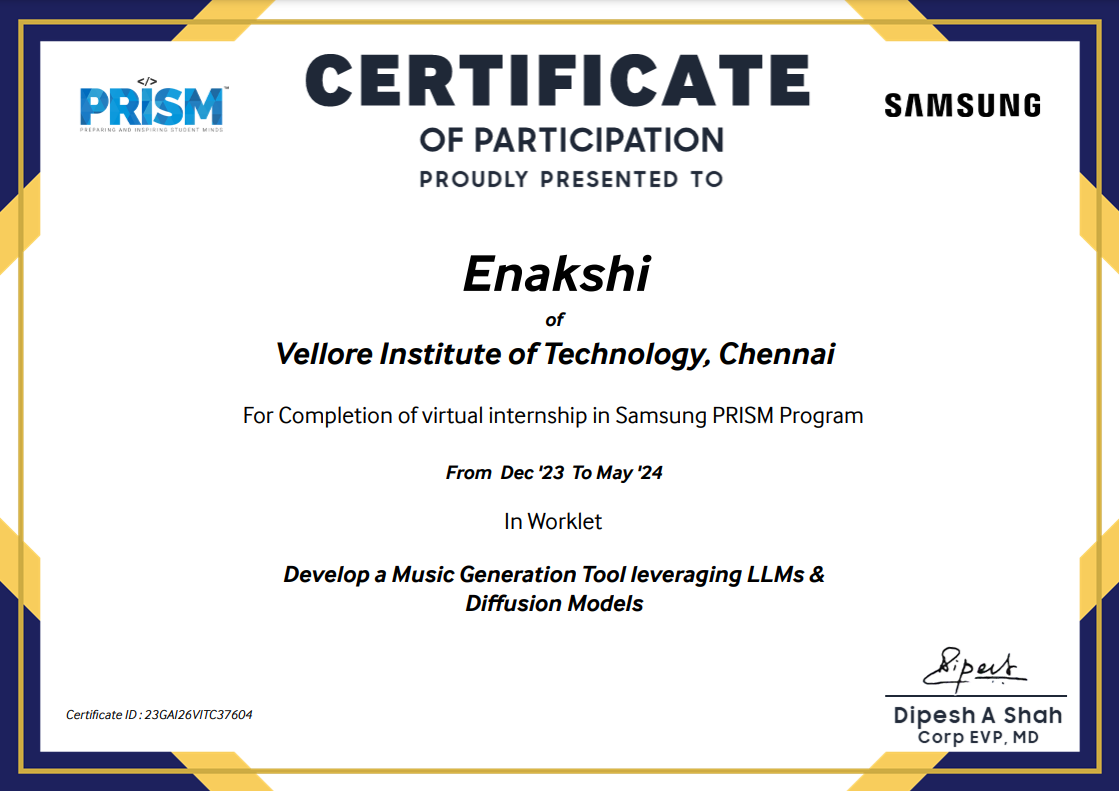 </>
PRISM™
PREPARING AND INSPIRING STUDENT MINDS
CERTIFICATE
SAMSUNG
OF PARTICIPATION
PROUDLY PRESENTED TO
Enakshi
of
Vellore Institute of Technology, Chennai
For Completion of virtual internship in Samsung PRISM Program
From Dec '23 To May '24
In Worklet
Develop a Music Generation Tool leveraging LLMs &
Diffusion Models
Certificate ID : 23GAI26VITC37604
Dipesh A Shah
Corp EVP, MD